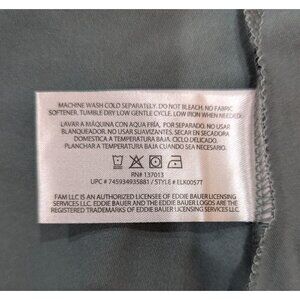 MACHINE WASH COLD SEPARATELY. DO NOT BLEACH. NO FABRIC
SOFTENER. TUMBLE DRY LOW GENTLE CYCLE. LOW IRON WHEN NEEDED.
LAVAR A MÁQUINA CON AQUA FRÍA, POR SEPARADO. NO USAR
BLANQUEADOR. NO USAR SUAVIZANTES. SECAR EN SECADORA
DOMESTICA A TEMPERATURA BAJA, CICLO DELICADO.
PLANCHAR A TEMPERATURA BAJO CUANDO SEA NECESARIO.
RN# 137013
UPC # 745934935881 / STYLE # ELK0057T
FAM LLC IS AN AUTHORIZED LICENSEE OF EDDIE BAUER LICENSING
SERVICES LLC. EDDIE BAUER AND THE EDDIE BAUER LOGOS ARE THE
REGISTERED TRADEMARKS OF EDDIE BAUER LICENSING SERVICES LLC.